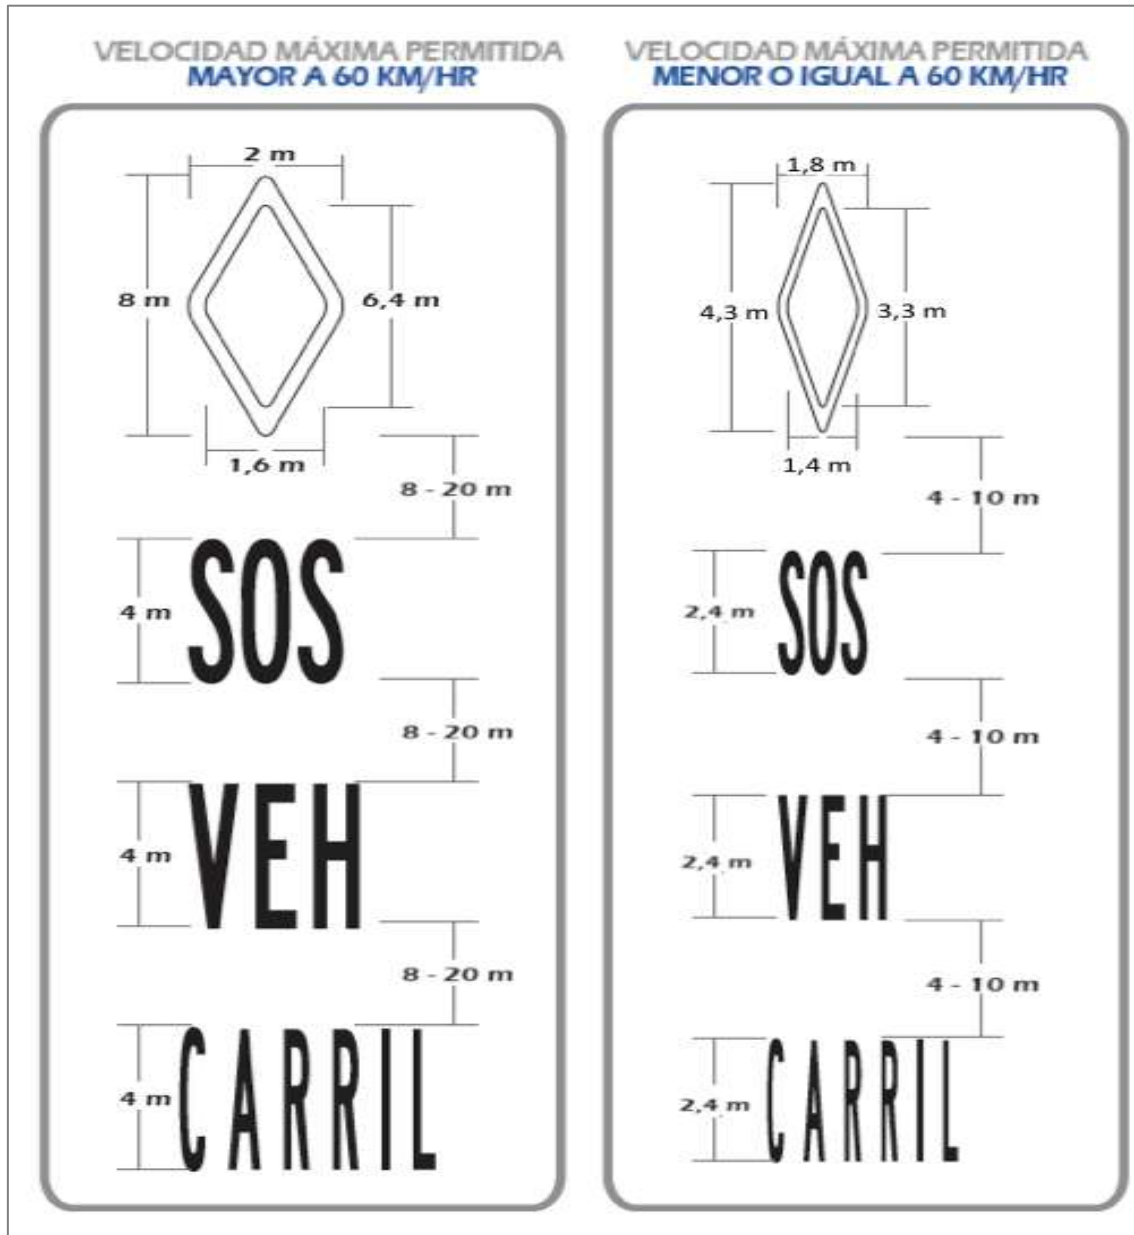 VELOCIDAD MÁXIMA PERMITIDA
MAYOR A 60 KM/HR
2 m
8 m
6,4 m
1,6 m
8 - 20 m
SOS
4 m
8 - 20 m
VEH
4 m
8 - 20 m
CARRIL
4 m
VELOCIDAD MÁXIMA PERMITIDA
MENOR O IGUAL A 60 KM/HR
1,8 m
4,3 m
3,3 m
1,4 m
4 - 10 m
SOS
2,4 m
4 - 10 m
VEH
2,4 m
4 - 10 m
CARRIL
2,4 m